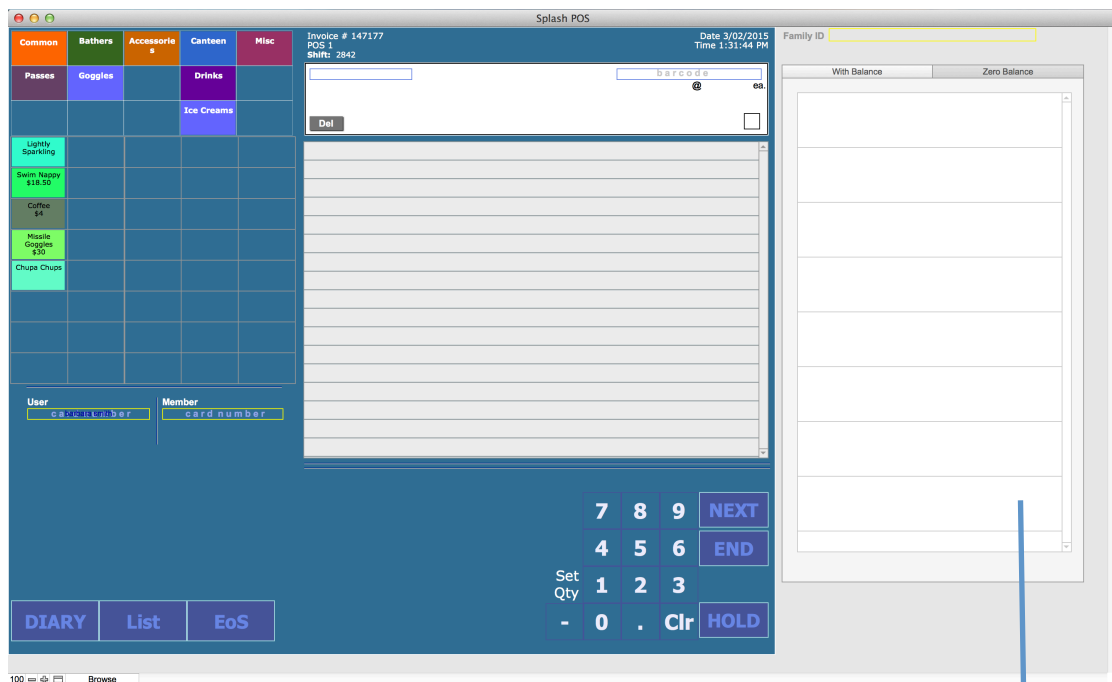 Splash POS
Common Bathers Accessorie Canteen Misc
s
Passes Goggles Drinks
Ice Creams
Lightly
Sparkling
Swim Nappy
$18.50
Coffee
$4
Missile
Goggles
$30
Chupa Chups
User Member
card number
Invoice # 147177
POS 1
Shift: 2842
Date 3/02/2015
Time 1:31:44 PM
barcode
@ ea.
Del
7 8 9 NEXT
4 5 6 END
Set
Qty 1 2 3
- 0 . Clr HOLD
DIARY List EoS
Family ID
With Balance Zero Balance
100 Browse